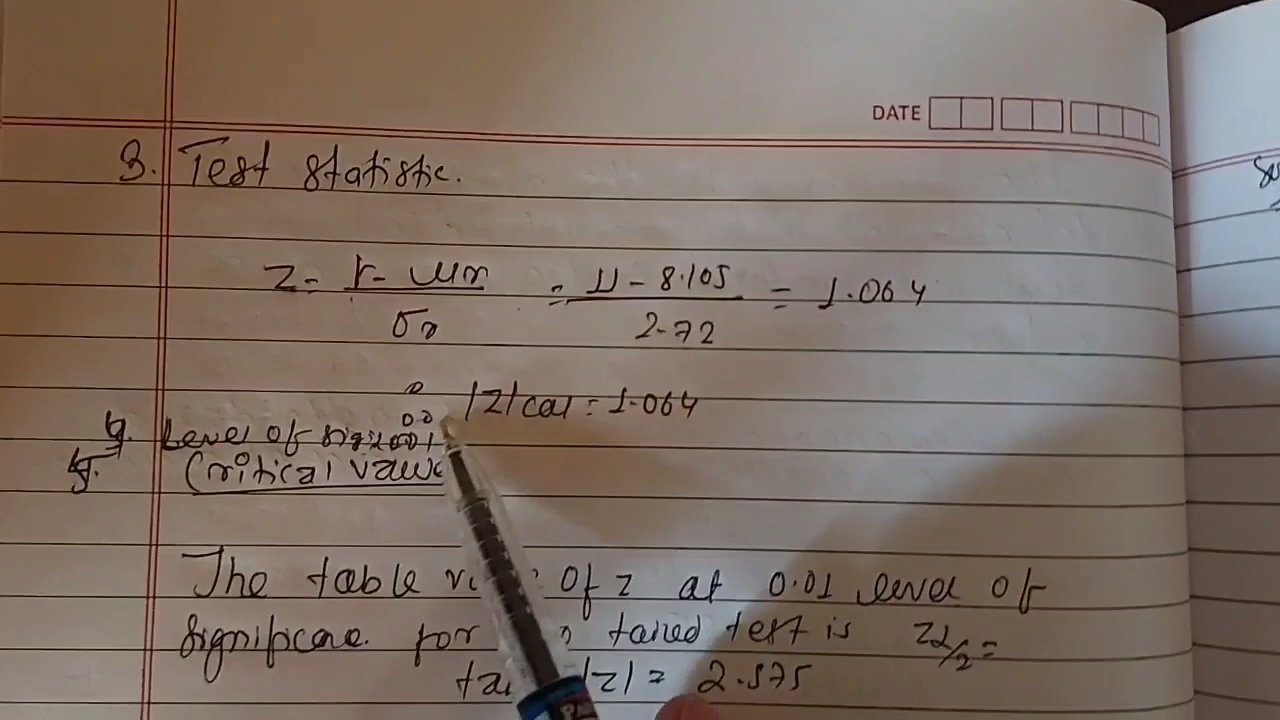 DATE
3. Test statistic.
Z = r - μr / σr = 11 - 8.105 / 2.72 = 1.064
|Z| cal = 1.064
4. Level of
5. Critical value
The table of z at 0.01 level of
significance for tailed test is Zα/2 =
|z| = 2.575